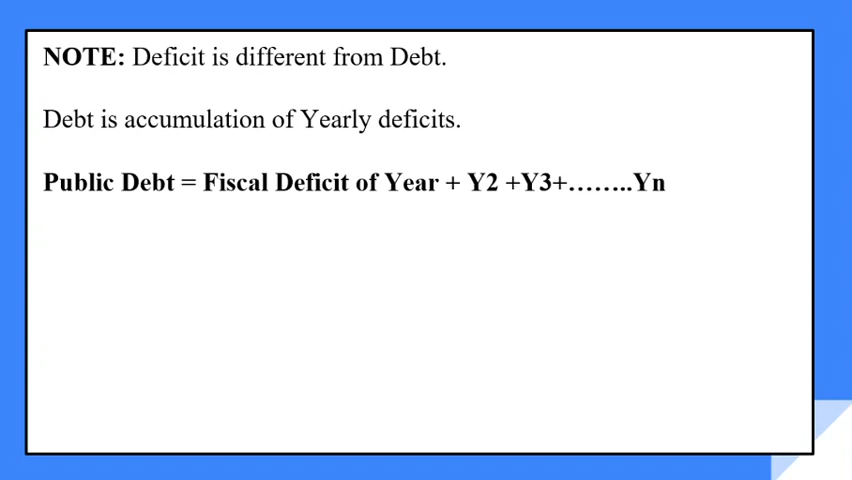 NOTE: Deficit is different from Debt.
Debt is accumulation of Yearly deficits.
Public Debt = Fiscal Deficit of Year + Y2 +Y3+……..Yn